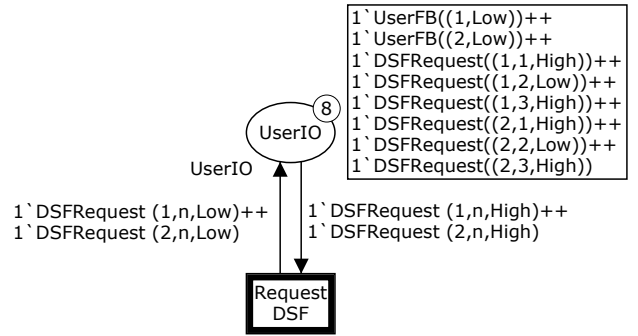 1`UserFB((1,Low))++
1`UserFB((2,Low))++
1`DSFRequest((1,1,High))++
1`DSFRequest((1,2,Low))++
1`DSFRequest((1,3,High))++
1`DSFRequest((2,1,High))++
1`DSFRequest((2,2,Low))++
1`DSFRequest((2,3,High))
8
UserIO
UserIO
1`DSFRequest (1,n,Low)++
1`DSFRequest (2,n,Low)
1`DSFRequest (1,n,High)++
1`DSFRequest (2,n,High)
Request
DSF